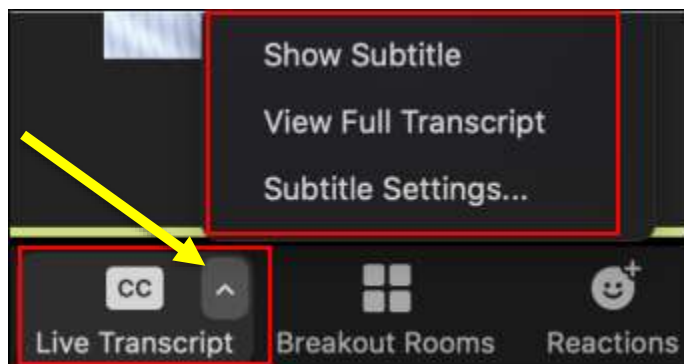 Show Subtitle
View Full Transcript
Subtitle Settings...
CC
Live Transcript
Breakout Rooms
Reactions